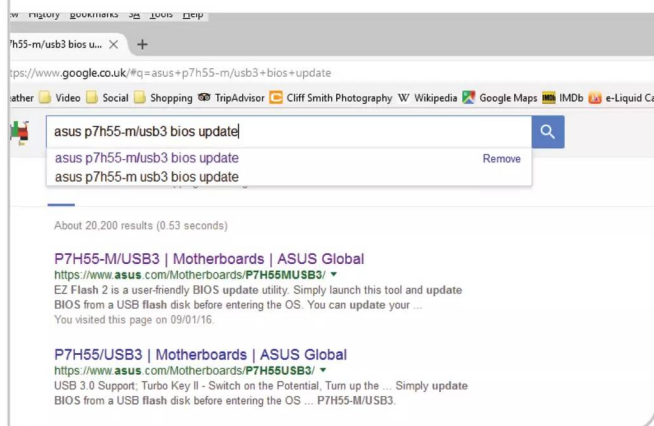 History Bookmarks Tools Help
7h55-m/usb3 bios u... × +
tps://www.google.co.uk/#q=asus+p7h55-m/usb3+bios+update
eather Video Social Shopping TripAdvisor Cliff Smith Photography W Wikipedia Google Maps IMDb IMDb e-Liquid Ca
asus p7h55-m/usb3 bios update
asus p7h55-m/usb3 bios update Remove
asus p7h55-m usb3 bios update
About 20,200 results (0.53 seconds)
P7H55-M/USB3 | Motherboards | ASUS Global
https://www.asus.com/Motherboards/P7H55MUSB3/
EZ Flash 2 is a user-friendly BIOS update utility. Simply launch this tool and update
BIOS from a USB flash disk before entering the OS. You can update your ...
You visited this page on 09/01/16.
P7H55/USB3 | Motherboards | ASUS Global
https://www.asus.com/Motherboards/P7H55USB3/
USB 3.0 Support; Turbo Key II - Switch on the Potential, Turn up the ... Simply update
BIOS from a USB flash disk before entering the OS ... P7H55-M/USB3.